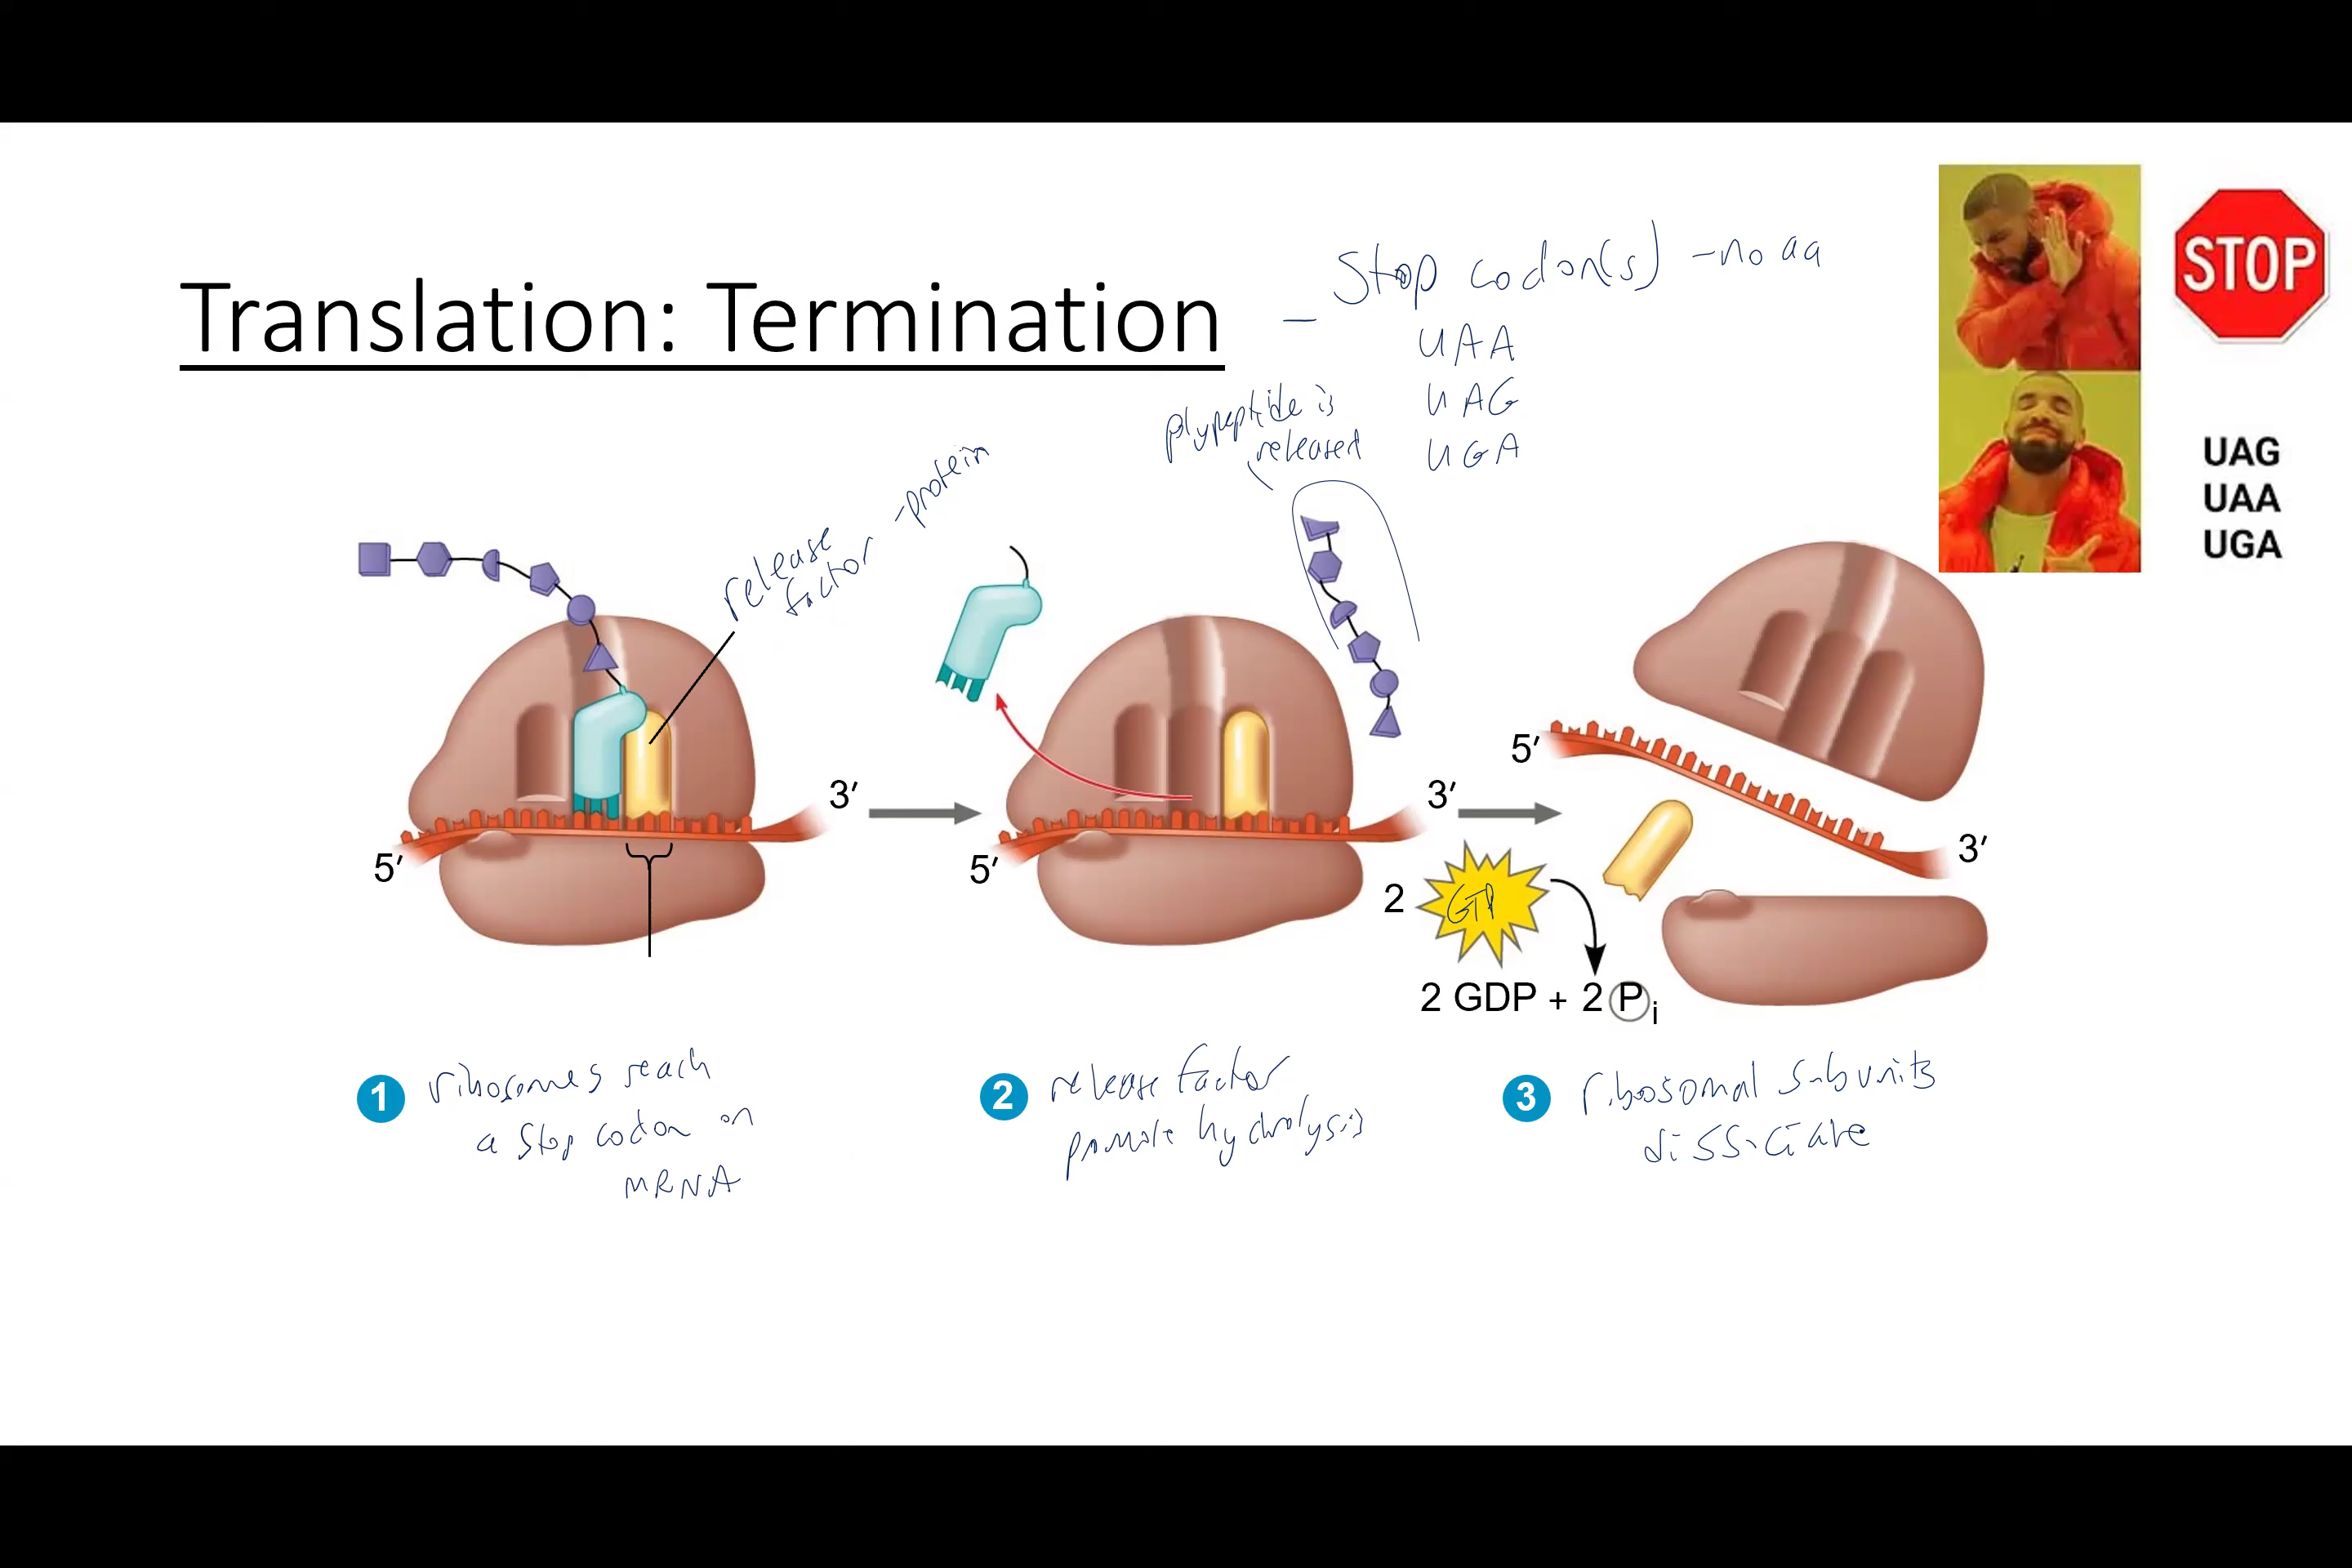 Translation: Termination
— Stop codon(s) - no aa
UAA
UAG
UGA
STOP
UAG
UAA
UGA
polypeptide is
released
release
factor - protein
3′
5′
3′
5′
2 GTP
2 GDP + 2 Pi
5′
3′
1 ribosomes reach
a stop codon on
MRNA
2 release factor
promote hydrolysis
3 ribosomal subunits
dissociate